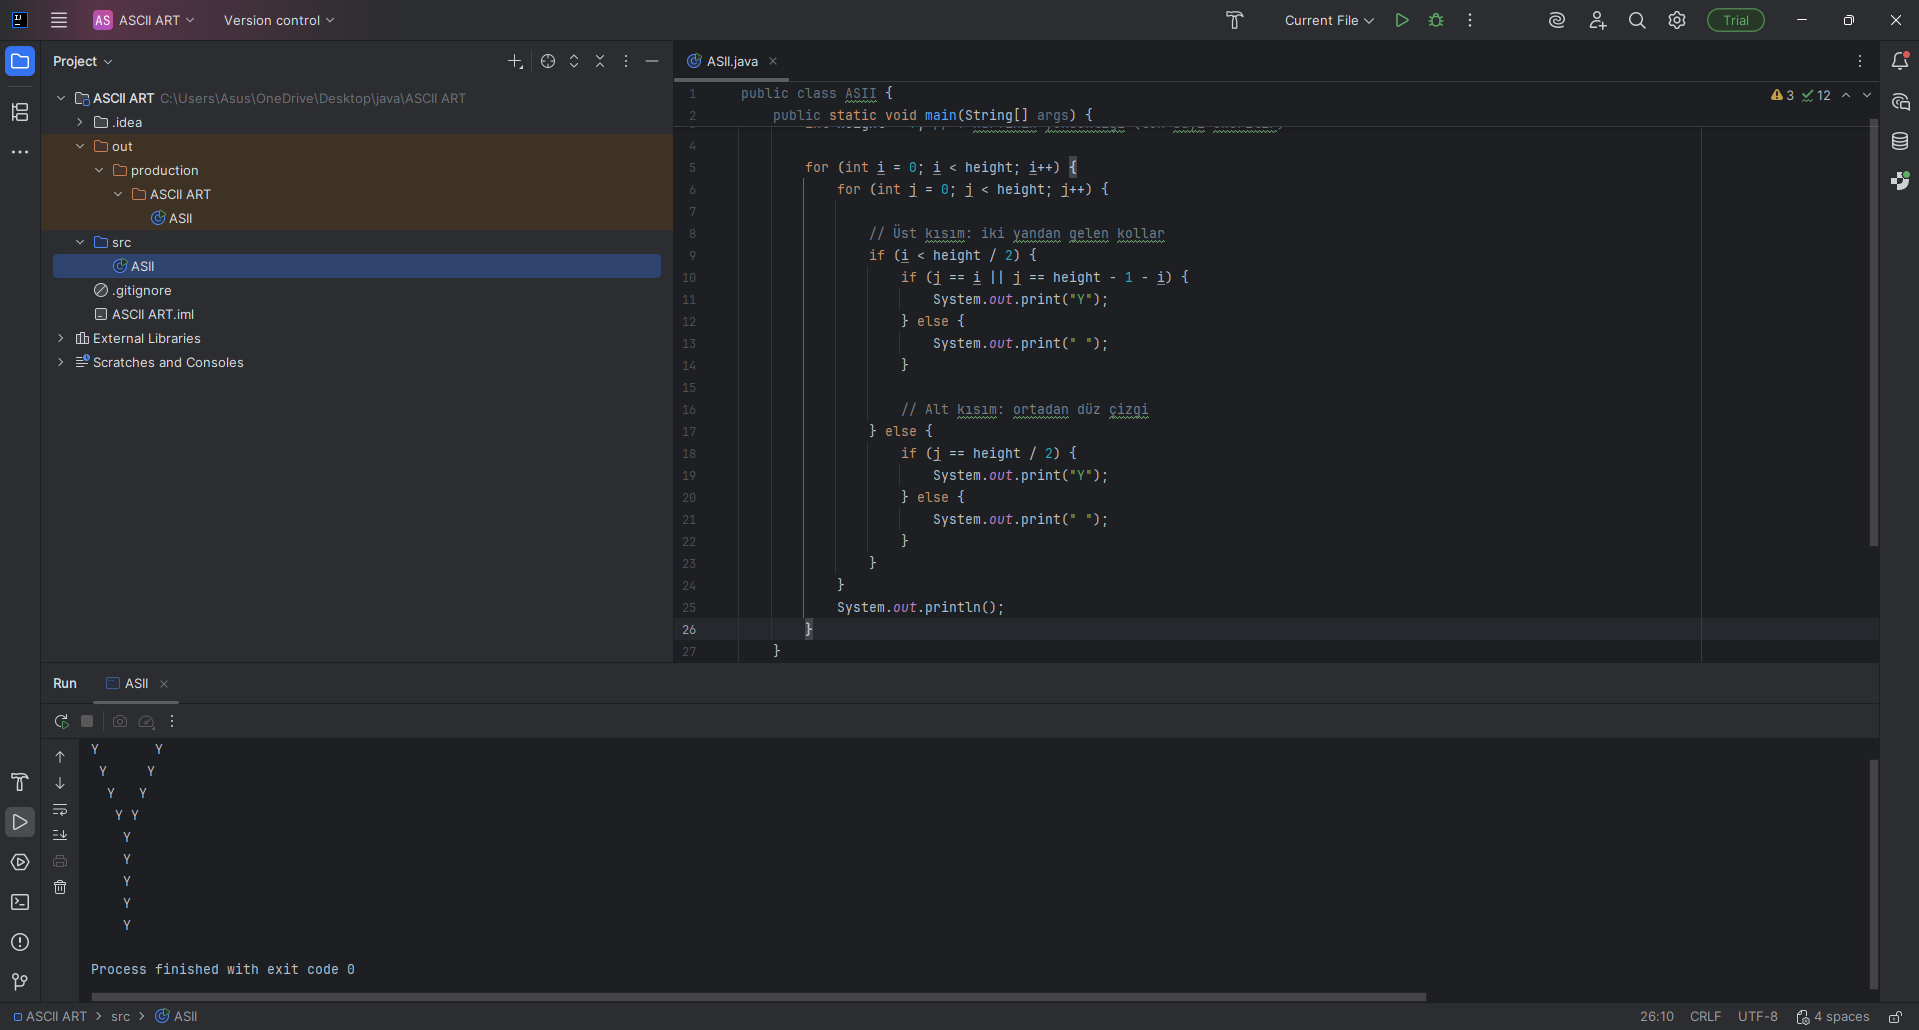 AS ASCII ART Version control Current File Trial
Project
ASII.java
ASCII ART C:\Users\Asus\OneDrive\Desktop\java\ASCII ART
.idea
out
production
ASCII ART
ASII
src
ASII
.gitignore
ASCII ART.iml
External Libraries
Scratches and Consoles
3 12
1 public class ASII {
2 public static void main(String[] args) {
4
5 for (int i = 0; i < height; i++) {
6 for (int j = 0; j < height; j++) {
7
8 // Üst kısım: iki yandan gelen kollar
9 if (i < height / 2) {
10 if (j == i || j == height - 1 - i) {
11 System.out.print("Y");
12 } else {
13 System.out.print(" ");
14 }
15
16 // Alt kısım: ortadan düz çizgi
17 } else {
18 if (j == height / 2) {
19 System.out.print("Y");
20 } else {
21 System.out.print(" ");
22 }
23 }
24 }
25 System.out.println();
26 }
27 }
Run ASII
Y       Y
 Y     Y
  Y   Y
   Y Y
    Y
    Y
    Y
    Y
    Y
Process finished with exit code 0
ASCII ART > src > ASII 26:10 CRLF UTF-8 4 spaces